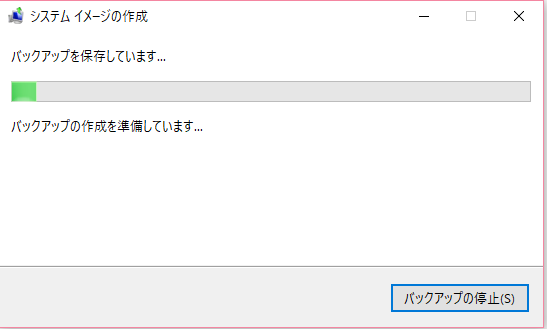 システム イメージの作成
バックアップを保存しています...
バックアップの作成を準備しています...
バックアップの停止(S)